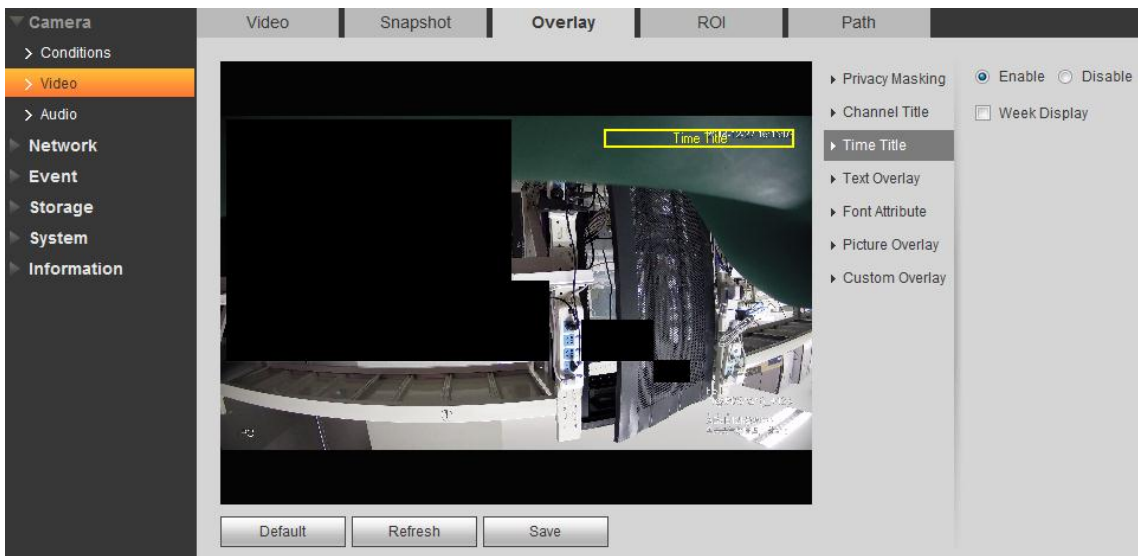 Camera
Conditions
Video
Audio
Network
Event
Storage
System
Information
Video Snapshot Overlay ROI Path
Time Title
Privacy Masking
Channel Title
Time Title
Text Overlay
Font Attribute
Picture Overlay
Custom Overlay
Enable Disable
Week Display
Default Refresh Save